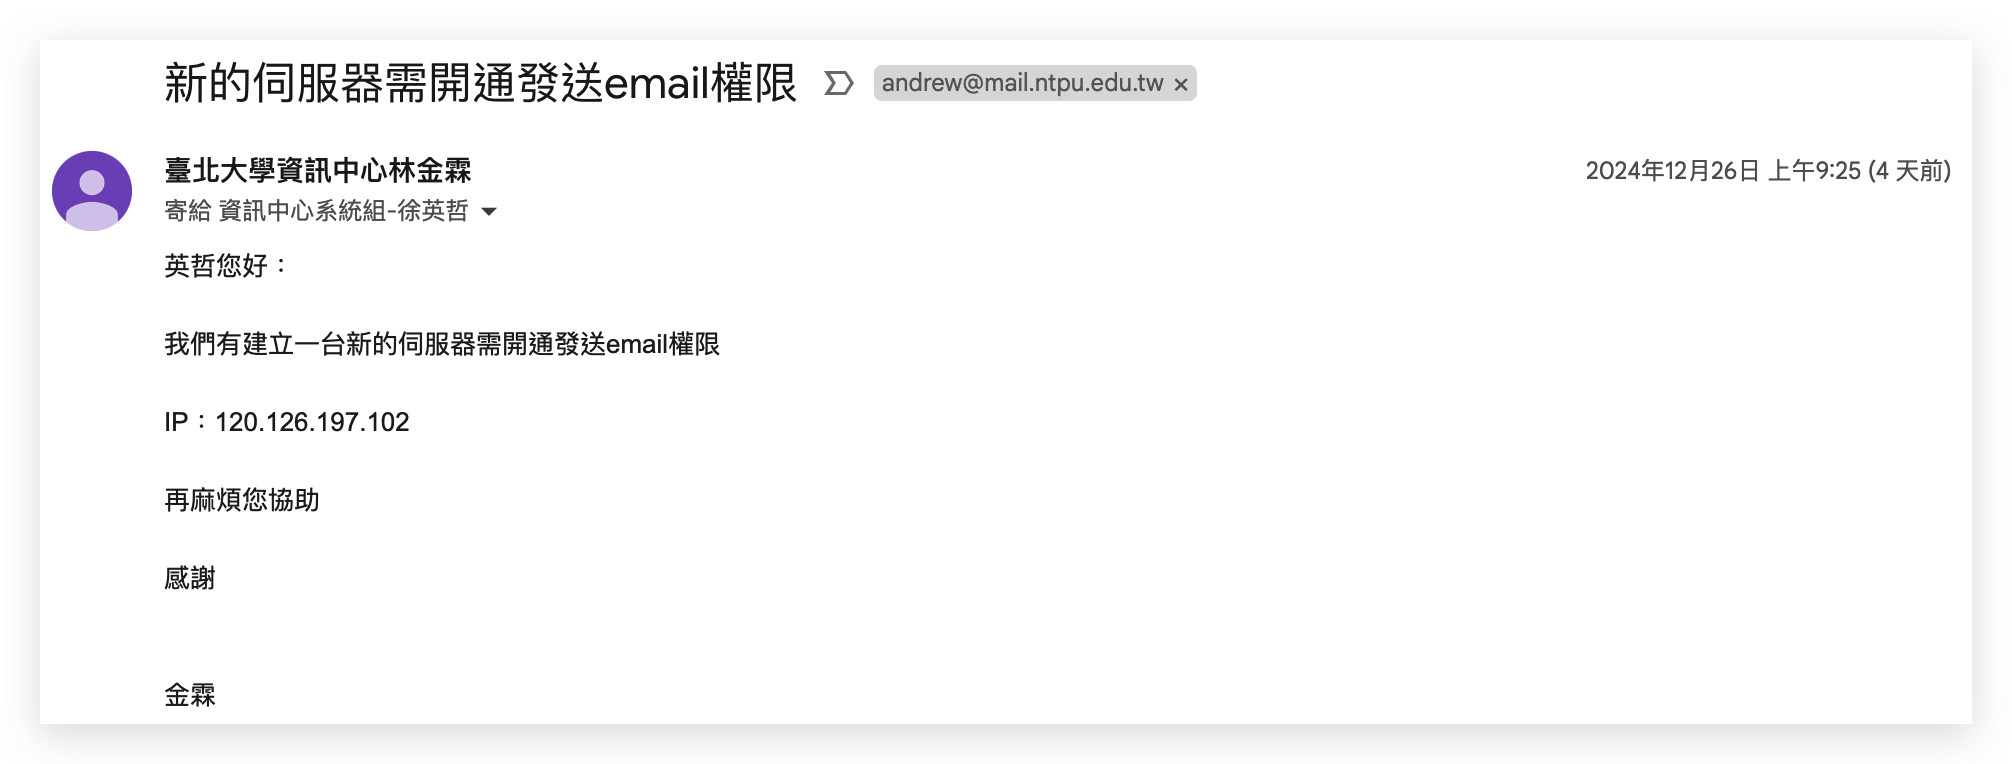 新的伺服器需開通發送email權限 andrew@mail.ntpu.edu.tw ×
臺北大學資訊中心林金霖 2024年12月26日 上午9:25 (4 天前)
寄給 資訊中心系統組-徐英哲
英哲您好：
我們有建立一台新的伺服器需開通發送email權限
IP：120.126.197.102
再麻煩您協助
感謝
金霖